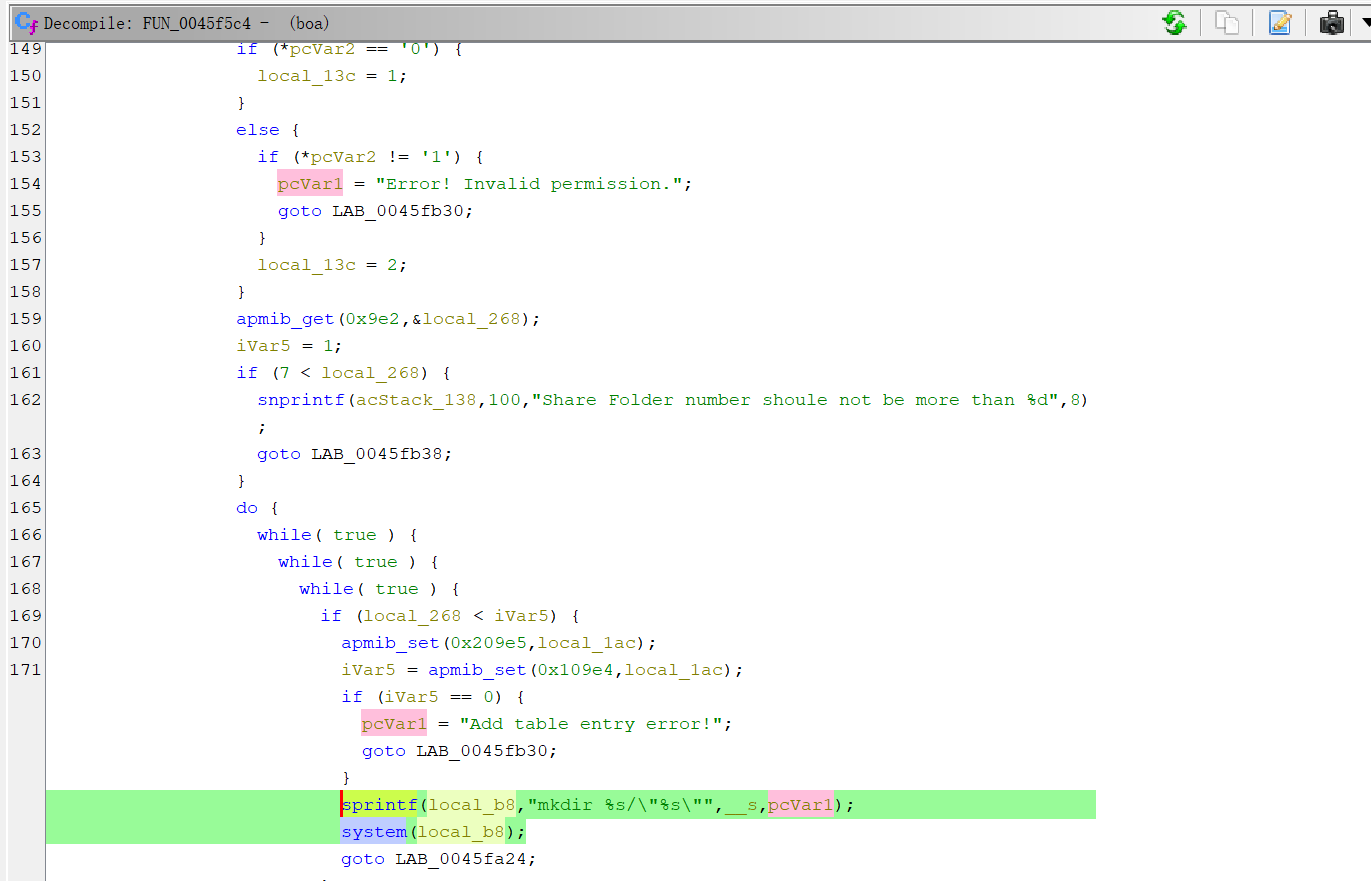 Decompile: FUN_0045f5c4 - (boa)
149 if (*pcVar2 == '0') {
150 local_13c = 1;
151 }
152 else {
153 if (*pcVar2 != '1') {
154 pcVar1 = "Error! Invalid permission.";
155 goto LAB_0045fb30;
156 }
157 local_13c = 2;
158 }
159 apmib_get(0x9e2,&local_268);
160 iVar5 = 1;
161 if (7 < local_268) {
162 snprintf(acStack_138,100,"Share Folder number shoule not be more than %d",8)
;
163 goto LAB_0045fb38;
164 }
165 do {
166 while( true ) {
167 while( true ) {
168 while( true ) {
169 if (local_268 < iVar5) {
170 apmib_set(0x209e5,local_1ac);
171 iVar5 = apmib_set(0x109e4,local_1ac);
if (iVar5 == 0) {
pcVar1 = "Add table entry error!";
goto LAB_0045fb30;
}
sprintf(local_b8,"mkdir %s/\"%s\"",__s,pcVar1);
system(local_b8);
goto LAB_0045fa24;